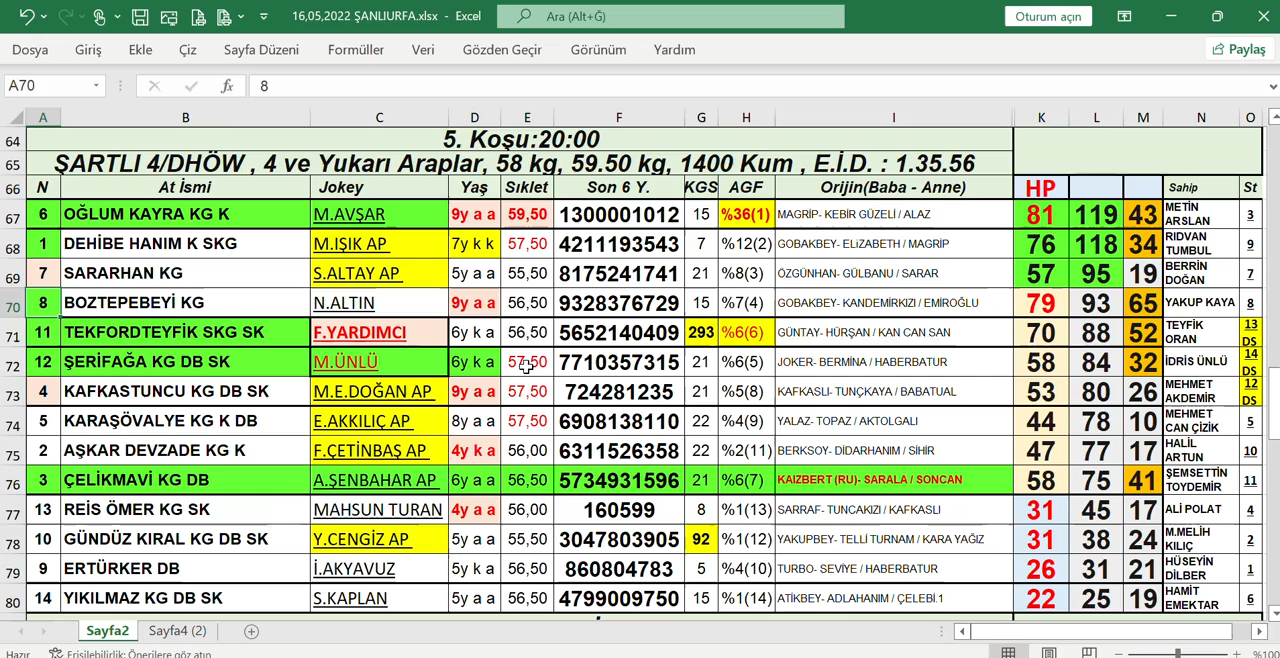 16,05,2022 ŞANLIURFA.xlsx - Excel
Ara (Alt+Ğ)
Oturum açın
Dosya Giriş Ekle Çiz Sayfa Düzeni Formüller Veri Gözden Geçir Görünüm Yardım Paylaş
A70 fx 8
A B C D E F G H I K L M N O
64 5. Koşu:20:00
65 ŞARTLI 4/DHÖW , 4 ve Yukarı Araplar, 58 kg, 59.50 kg, 1400 Kum , E.İ.D. : 1.35.56
66 N At İsmi Jokey Yaş Sıklet Son 6 Y. KGS AGF Orijin(Baba - Anne) HP Sahip St
67 6 OĞLUM KAYRA KG K M.AVŞAR 9y a a 59,50 1300001012 15 %36(1) MAGRİP- KEBİR GÜZELİ / ALAZ 81 119 43 METİN ARSLAN 3
68 1 DEHİBE HANIM K SKG M.IŞIK AP 7y k k 57,50 4211193543 7 %12(2) GOBAKBEY- ELiZABETH / MAGRİP 76 118 34 RIDVAN TUMBUL 9
69 7 SARARHAN KG S.ALTAY AP 5y a a 55,50 8175241741 21 %8(3) ÖZGÜNHAN- GÜLBANU / SARAR 57 95 19 BERRİN DOĞAN 7
70 8 BOZTEPEBEYİ KG N.ALTIN 9y a a 56,50 9328376729 15 %7(4) GOBAKBEY- KANDEMİRKIZI / EMİROĞLU 79 93 65 YAKUP KAYA 8
71 11 TEKFORDTEYFİK SKG SK F.YARDIMCI 6y k a 56,50 5652140409 293 %6(6) GÜNTAY- HÜRŞAN / KAN CAN SAN 70 88 52 TEYFİK ORAN 13 DS
72 12 ŞERİFAĞA KG DB SK M.ÜNLÜ 6y k a 57,50 7710357315 21 %6(5) JOKER- BERMİNA / HABERBATUR 58 84 32 İDRİS ÜNLÜ 14 DS
73 4 KAFKASTUNCU KG DB SK M.E.DOĞAN AP 9y a a 57,50 724281235 21 %5(8) KAFKASLI- TUNÇKAYA / BABATUAL 53 80 26 MEHMET AKDEMİR 12 DS
74 5 KARAŞÖVALYE KG K DB E.AKKILIÇ AP 8y a a 57,50 6908138110 22 %4(9) YALAZ- TOPAZ / AKTOLGALI 44 78 10 MEHMET CAN ÇİZİK 5
75 2 AŞKAR DEVZADE KG K F.ÇETİNBAŞ AP 4y k a 56,00 6311526358 22 %2(11) BERKSOY- DİDARHANIM / SİHİR 47 77 17 HALİL ARTUN 10
76 3 ÇELİKMAVİ KG DB A.ŞENBAHAR AP 6y a a 56,50 5734931596 21 %6(7) KAIZBERT (RU)- SARALA / SONCAN 58 75 41 ŞEMSETTİN TOYDEMİR 11
77 13 REİS ÖMER KG SK MAHSUN TURAN 4y a a 56,00 160599 8 %1(13) SARRAF- TUNCAKIZI / KAFKASLI 31 45 17 ALİ POLAT 4
78 10 GÜNDÜZ KIRAL KG DB SK Y.CENGİZ AP 5y a a 55,50 3047803905 92 %1(12) YAKUPBEY- TELLİ TURNAM / KARA YAĞIZ 31 38 24 M.MELİH KILIÇ 2
79 9 ERTÜRKER DB İ.AKYAVUZ 5y k a 56,50 860804783 5 %4(10) TURBO- SEVİYE / HABERBATUR 26 31 21 HÜSEYİN DİLBER 1
80 14 YIKILMAZ KG DB SK S.KAPLAN 5y a a 56,50 4799009750 15 %1(14) ATİKBEY- ADLAHANIM / ÇELEBİ.1 22 25 19 HAMİT EMEKTAR 6
Sayfa2 Sayfa4 (2)
Hazır Erişilebilirlik: Önerilere göz atın %100